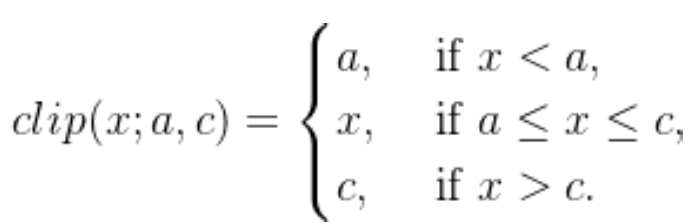 a, if x < a,
clip(x; a, c) = { x, if a ≤ x ≤ c,
c, if x > c.